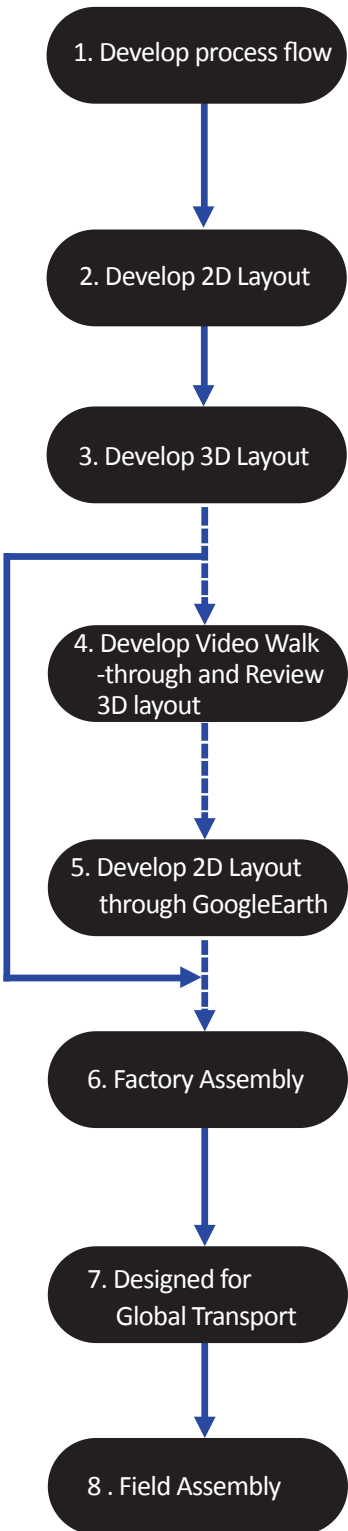 1. Develop process flow
2. Develop 2D Layout
3. Develop 3D Layout
4. Develop Video Walk
-through and Review
3D layout
5. Develop 2D Layout
through GoogleEarth
6. Factory Assembly
7. Designed for
Global Transport
8 . Field Assembly